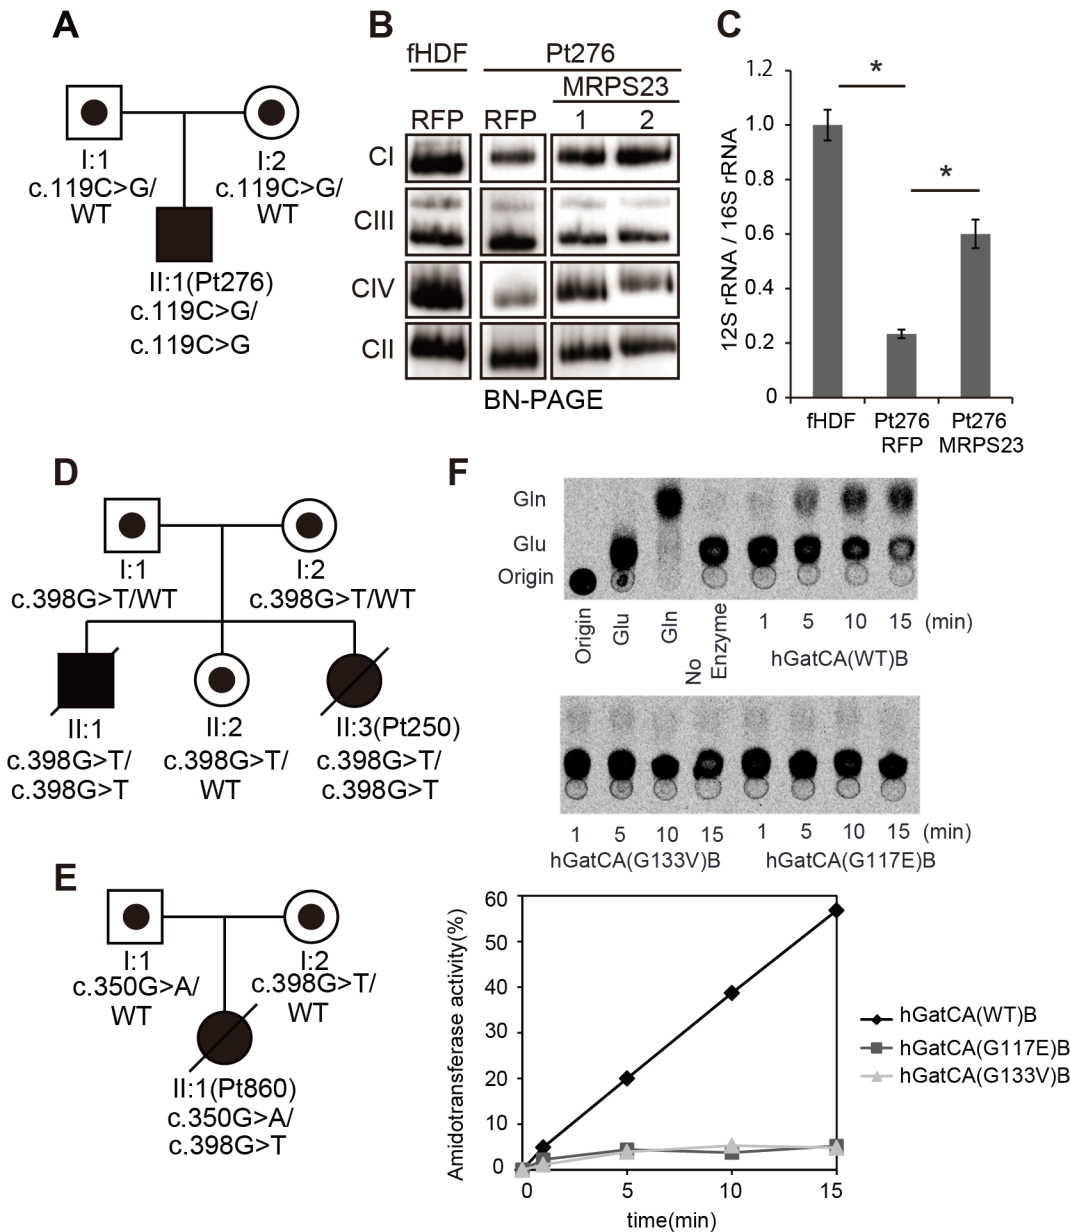 A
I:1
I:2
c.119C>G/
WT
c.119C>G/
WT
II:1(Pt276)
c.119C>G/
c.119C>G
B
fHDF
Pt276
MRPS23
RFP
RFP
1
2
CI
CIII
CIV
CII
BN-PAGE
C
12S rRNA / 16S rRNA
1.2
1.0
0.8
0.6
0.4
0.2
0
*
*
fHDF
Pt276
RFP
Pt276
MRPS23
D
I:1
I:2
c.398G>T/WT
c.398G>T/WT
II:1
II:2
II:3(Pt250)
c.398G>T/
c.398G>T
c.398G>T/
WT
c.398G>T/
c.398G>T
E
I:1
I:2
c.350G>A/
WT
c.398G>T/
WT
II:1(Pt860)
c.350G>A/
c.398G>T
F
Gln
Glu
Origin
Origin
Glu
Gln
No
Enzyme
1
5
10
15
(min)
hGatCA(WT)B
1
5
10
15
1
5
10
15
(min)
hGatCA(G133V)B
hGatCA(G117E)B
Amidotransferase activity(%)
60
50
40
30
20
10
0
0
5
10
15
time(min)
hGatCA(WT)B
hGatCA(G117E)B
hGatCA(G133V)B